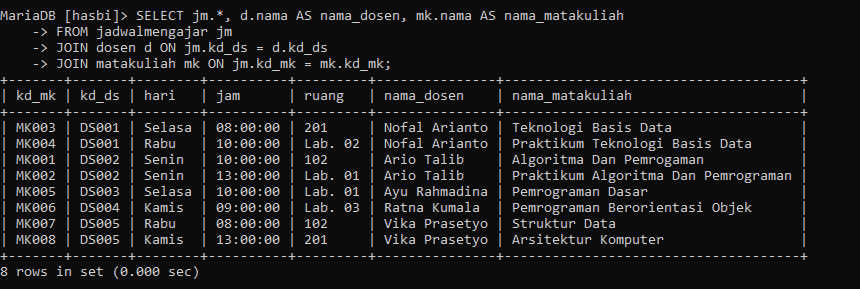 MariaDB [hasbi]> SELECT jm.*, d.nama AS nama_dosen, mk.nama AS nama_matakuliah
    -> FROM jadwalmengajar jm
    -> JOIN dosen d ON jm.kd_ds = d.kd_ds
    -> JOIN matakuliah mk ON jm.kd_mk = mk.kd_mk;
+-------+-------+--------+----------+---------+---------------+--------------------------------------+
| kd_mk | kd_ds | hari   | jam      | ruang   | nama_dosen    | nama_matakuliah                      |
+-------+-------+--------+----------+---------+---------------+--------------------------------------+
| MK003 | DS001 | Selasa | 08:00:00 | 201     | Nofal Arianto | Teknologi Basis Data                 |
| MK004 | DS001 | Rabu   | 10:00:00 | Lab. 02 | Nofal Arianto | Praktikum Teknologi Basis Data       |
| MK001 | DS002 | Senin  | 10:00:00 | 102     | Ario Talib    | Algoritma Dan Pemrogaman             |
| MK002 | DS002 | Senin  | 13:00:00 | Lab. 01 | Ario Talib    | Praktikum Algoritma Dan Pemrograman |
| MK005 | DS003 | Selasa | 10:00:00 | Lab. 01 | Ayu Rahmadina | Pemrograman Dasar                    |
| MK006 | DS004 | Kamis  | 09:00:00 | Lab. 03 | Ratna Kumala  | Pemrograman Berorientasi Objek       |
| MK007 | DS005 | Rabu   | 08:00:00 | 102     | Vika Prasetyo | Struktur Data                        |
| MK008 | DS005 | Kamis  | 13:00:00 | 201     | Vika Prasetyo | Arsitektur Komputer                  |
+-------+-------+--------+----------+---------+---------------+--------------------------------------+
8 rows in set (0.000 sec)